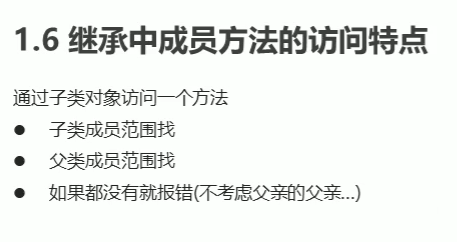 1.6 继承中成员方法的访问特点
通过子类对象访问一个方法
● 子类成员范围找
● 父类成员范围找
● 如果都没有就报错(不考虑父亲的父亲…)